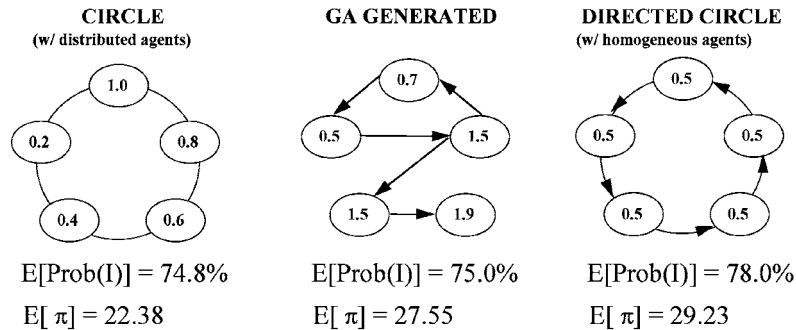 CIRCLE
(w/ distributed agents)
1.0
0.2
0.8
0.4
0.6
E[Prob(I)] = 74.8%
E[ π] = 22.38
GA GENERATED
0.7
0.5
1.5
1.5
1.9
E[Prob(I)] = 75.0%
E[ π] = 27.55
DIRECTED CIRCLE
(w/ homogeneous agents)
0.5
0.5
0.5
0.5
0.5
E[Prob(I)] = 78.0%
E[ π] = 29.23